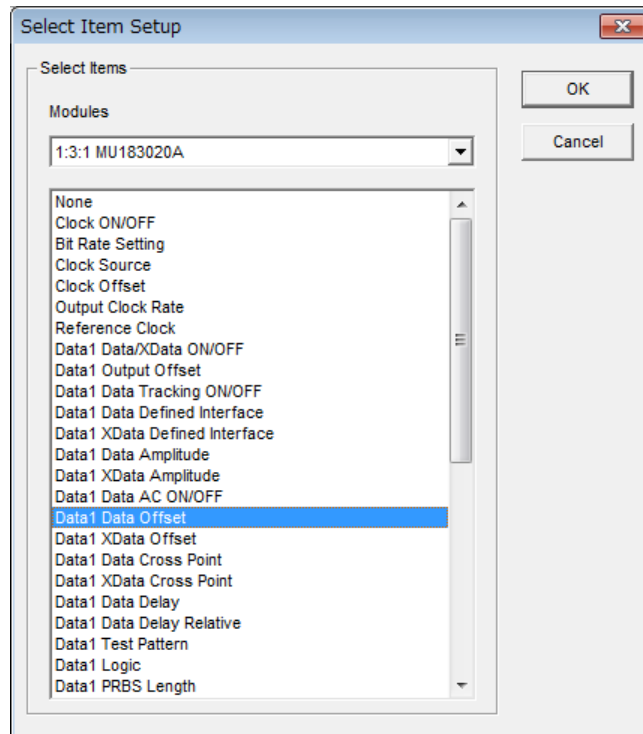 Select Item Setup
Select Items
Modules
1:3:1 MU183020A
None
Clock ON/OFF
Bit Rate Setting
Clock Source
Clock Offset
Output Clock Rate
Reference Clock
Data1 Data/XData ON/OFF
Data1 Output Offset
Data1 Data Tracking ON/OFF
Data1 Data Defined Interface
Data1 XData Defined Interface
Data1 Data Amplitude
Data1 XData Amplitude
Data1 Data AC ON/OFF
Data1 Data Offset
Data1 XData Offset
Data1 Data Cross Point
Data1 XData Cross Point
Data1 Data Delay
Data1 Data Delay Relative
Data1 Test Pattern
Data1 Logic
Data1 PRBS Length
OK
Cancel